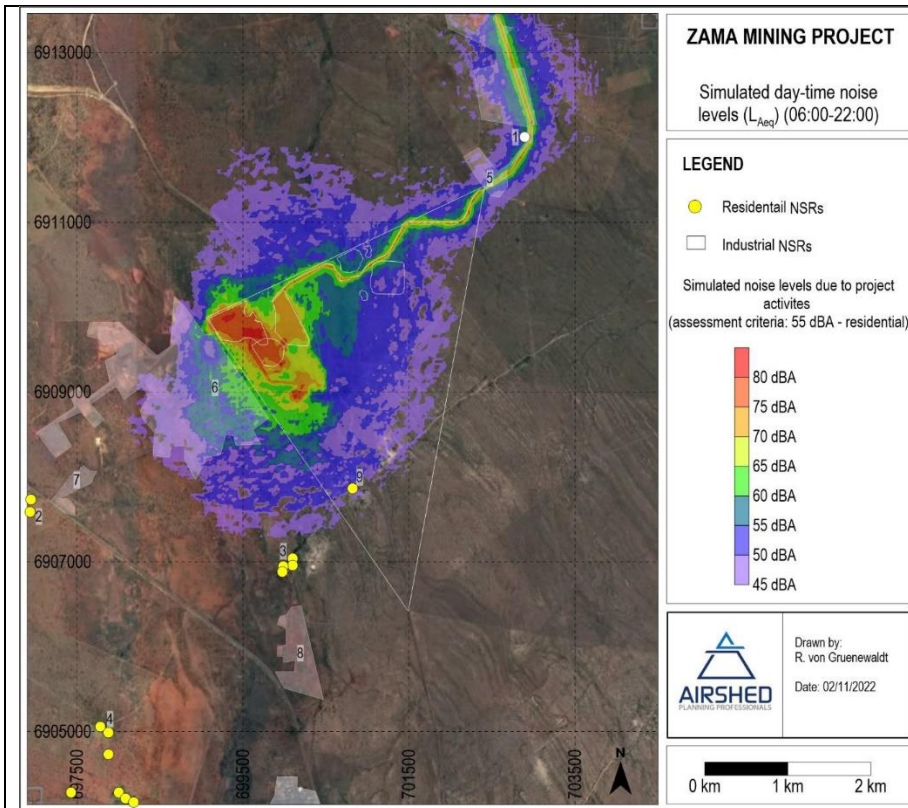 6913000
6911000
6909000
6907000
6905000
697500
699500
701500
703500
1
5
6
7
2
9
3
8
4
N
ZAMA MINING PROJECT
Simulated day-time noise
levels (LAeq) (06:00-22:00)
LEGEND
Residentail NSRs
Industrial NSRs
Simulated noise levels due to project
activites
(assessment criteria: 55 dBA - residential)
80 dBA
75 dBA
70 dBA
65 dBA
60 dBA
55 dBA
50 dBA
45 dBA
AIRSHED
PLANNING PROFESSIONALS
Drawn by:
R. von Gruenewaldt
Date: 02/11/2022
0 km 1 km 2 km